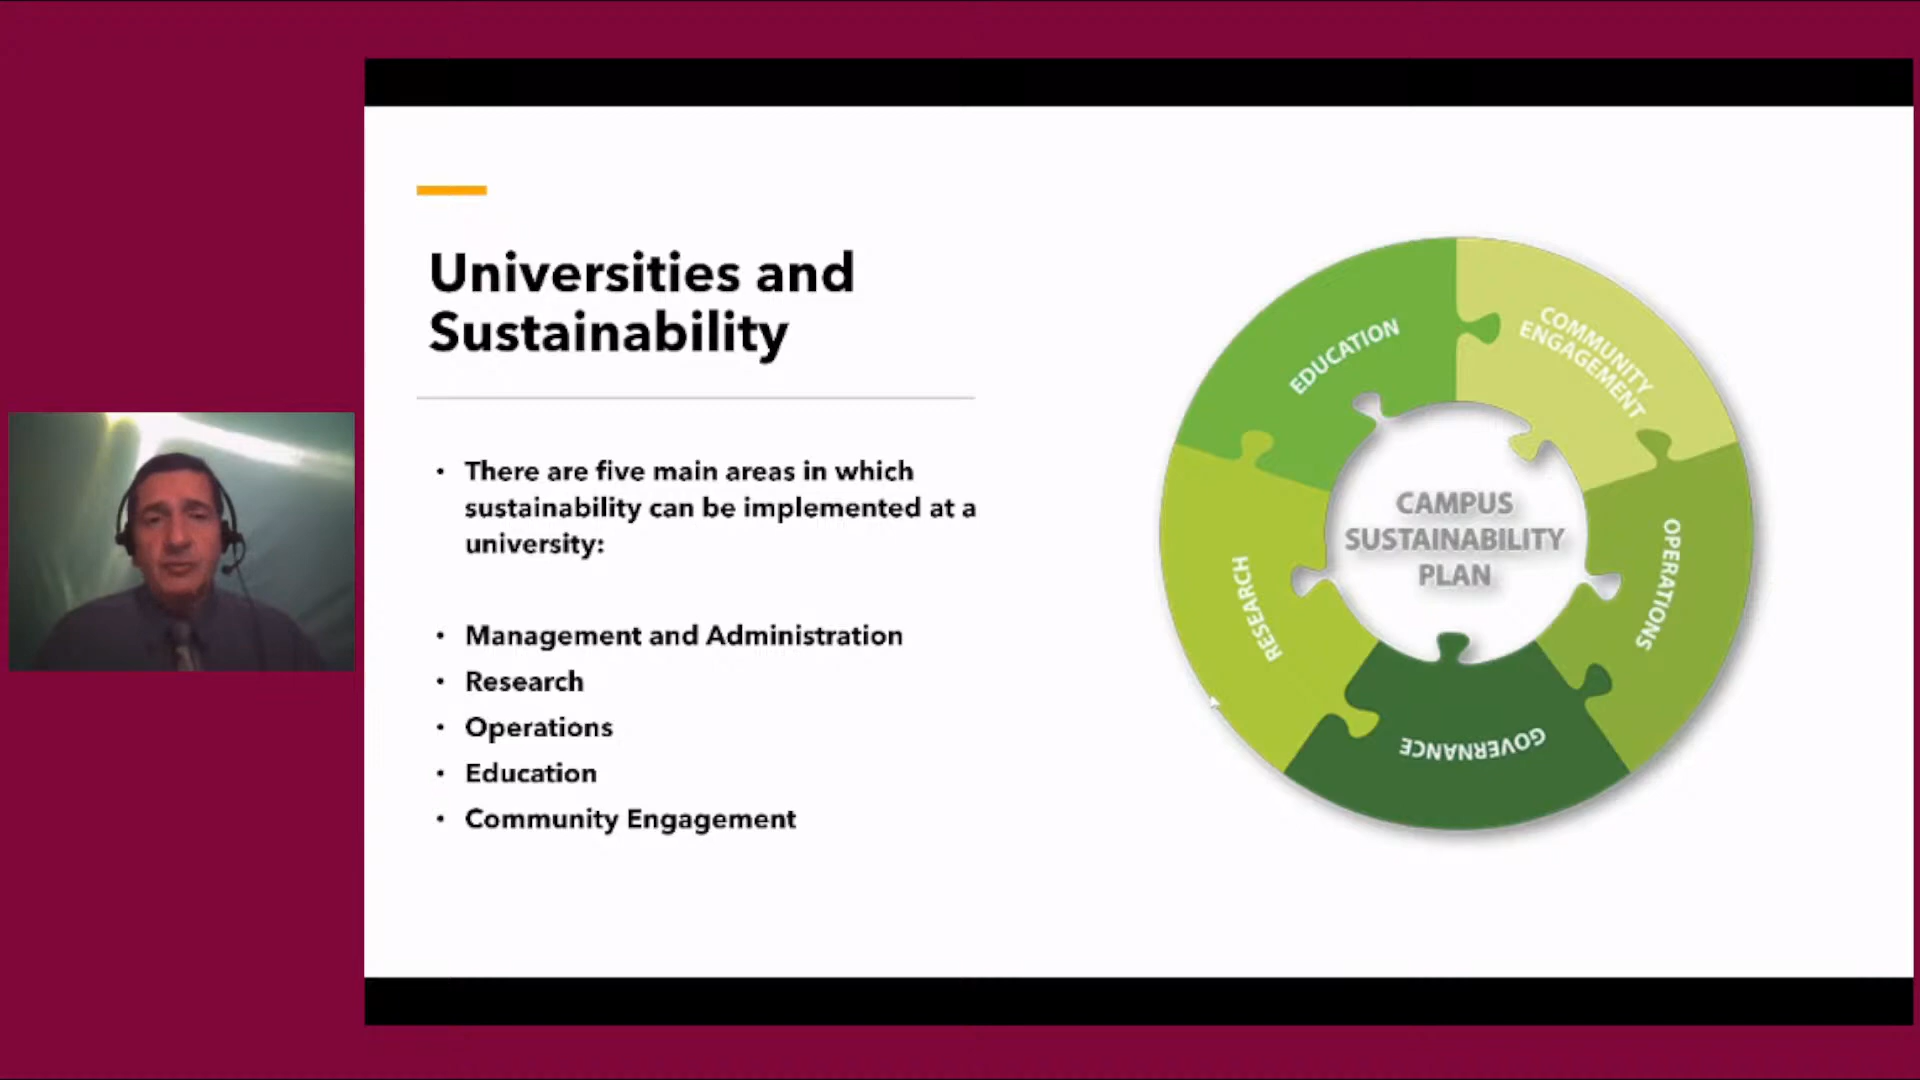 Universities and
Sustainability
• There are five main areas in which
sustainability can be implemented at a
university:
• Management and Administration
• Research
• Operations
• Education
• Community Engagement
EDUCATION
COMMUNITY
ENGAGEMENT
OPERATIONS
GOVERNANCE
RESEARCH
CAMPUS
SUSTAINABILITY
PLAN